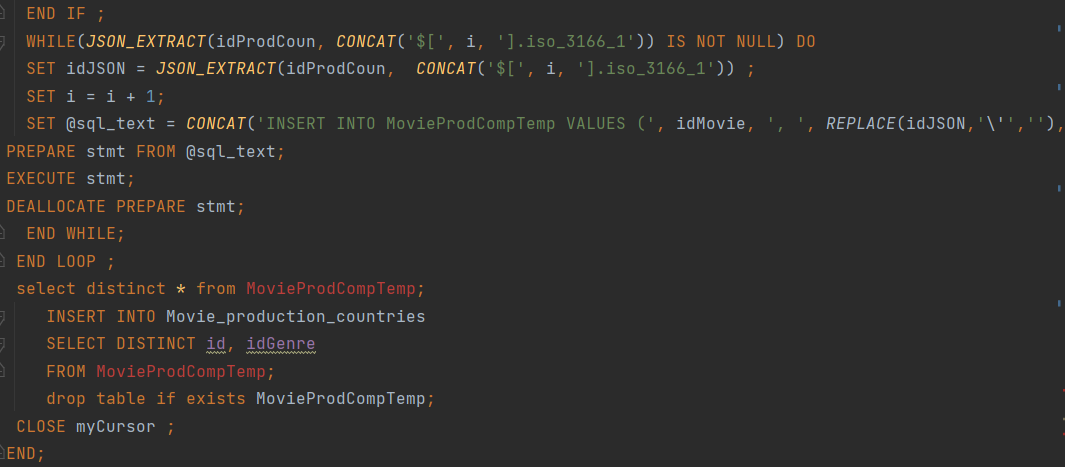 END IF ;
WHILE(JSON_EXTRACT(idProdCoun, CONCAT('$[', i, '].iso_3166_1')) IS NOT NULL) DO
SET idJSON = JSON_EXTRACT(idProdCoun,  CONCAT('$[', i, '].iso_3166_1')) ;
SET i = i + 1;
SET @sql_text = CONCAT('INSERT INTO MovieProdCompTemp VALUES (', idMovie, ', ', REPLACE(idJSON,'\'',''),
PREPARE stmt FROM @sql_text;
EXECUTE stmt;
DEALLOCATE PREPARE stmt;
END WHILE;
END LOOP ;
select distinct * from MovieProdCompTemp;
INSERT INTO Movie_production_countries
SELECT DISTINCT id, idGenre
FROM MovieProdCompTemp;
drop table if exists MovieProdCompTemp;
CLOSE myCursor ;
END;